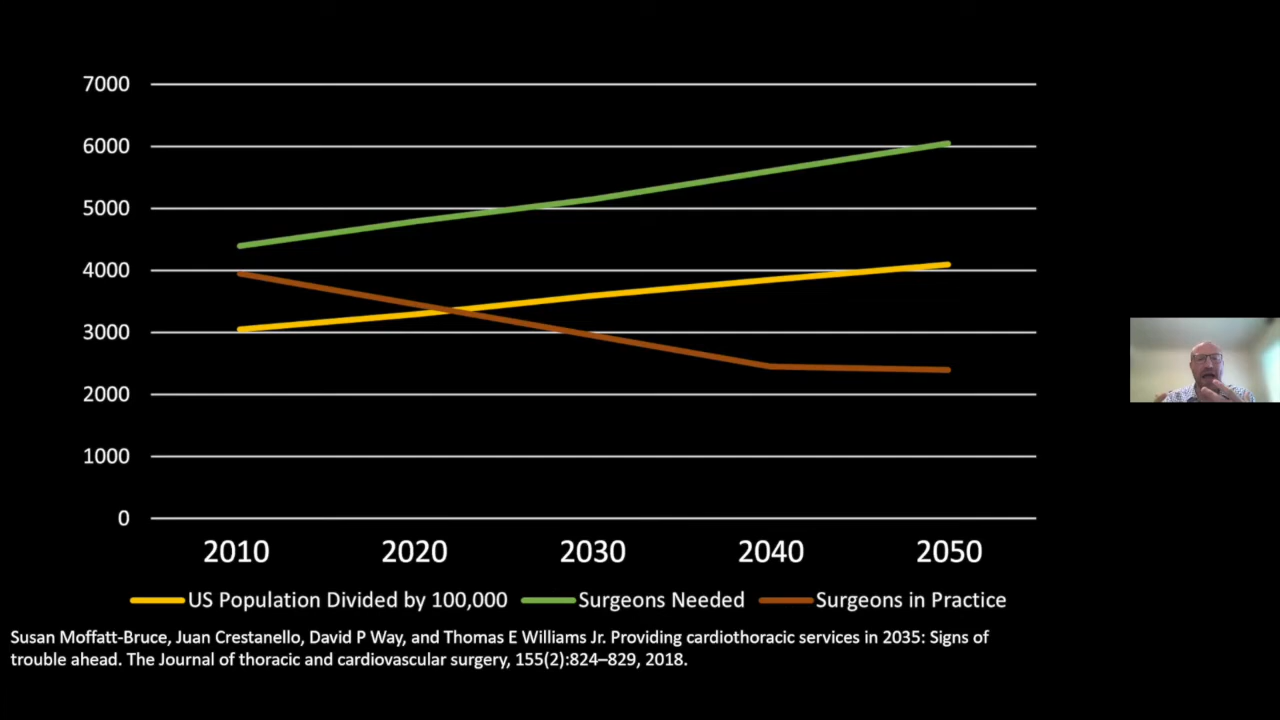 7000
6000
5000
4000
3000
2000
1000
0
2010 2020 2030 2040 2050
US Population Divided by 100,000 Surgeons Needed Surgeons in Practice
Susan Moffatt-Bruce, Juan Crestanello, David P Way, and Thomas E Williams Jr. Providing cardiothoracic services in 2035: Signs of
trouble ahead. The Journal of thoracic and cardiovascular surgery, 155(2):824–829, 2018.